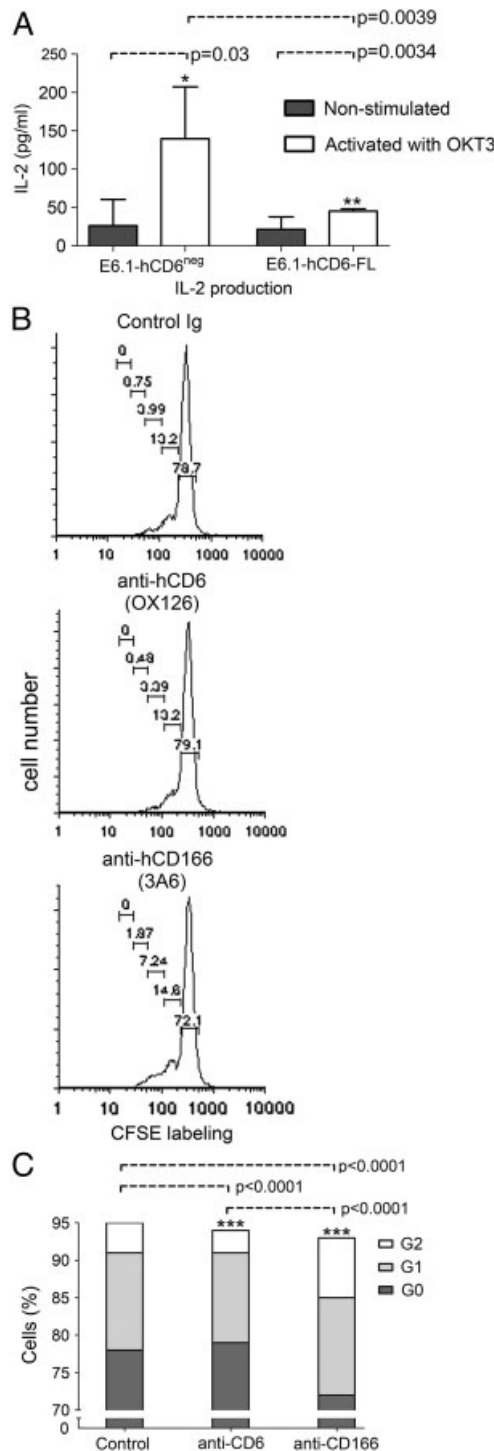 A
p=0.0039
p=0.03
p=0.0034
IL-2 (pg/ml)
250
200
150
100
50
0
*
**
Non-stimulated
Activated with OKT3
E6.1-hCD6neg
E6.1-hCD6-FL
IL-2 production
B
Control Ig
0
0.75
3.99
13.2
78.7
1 10 100 1000 10000
anti-hCD6
(OX126)
0
0.48
3.39
13.2
79.1
cell number
1 10 100 1000 10000
anti-hCD166
(3A6)
0
1.87
7.24
14.8
72.1
1 10 100 1000 10000
CFSE labeling
C
p<0.0001
p<0.0001
p<0.0001
Cells (%)
95
90
85
80
75
70
0
***
***
G2
G1
G0
Control
anti-CD6
anti-CD166